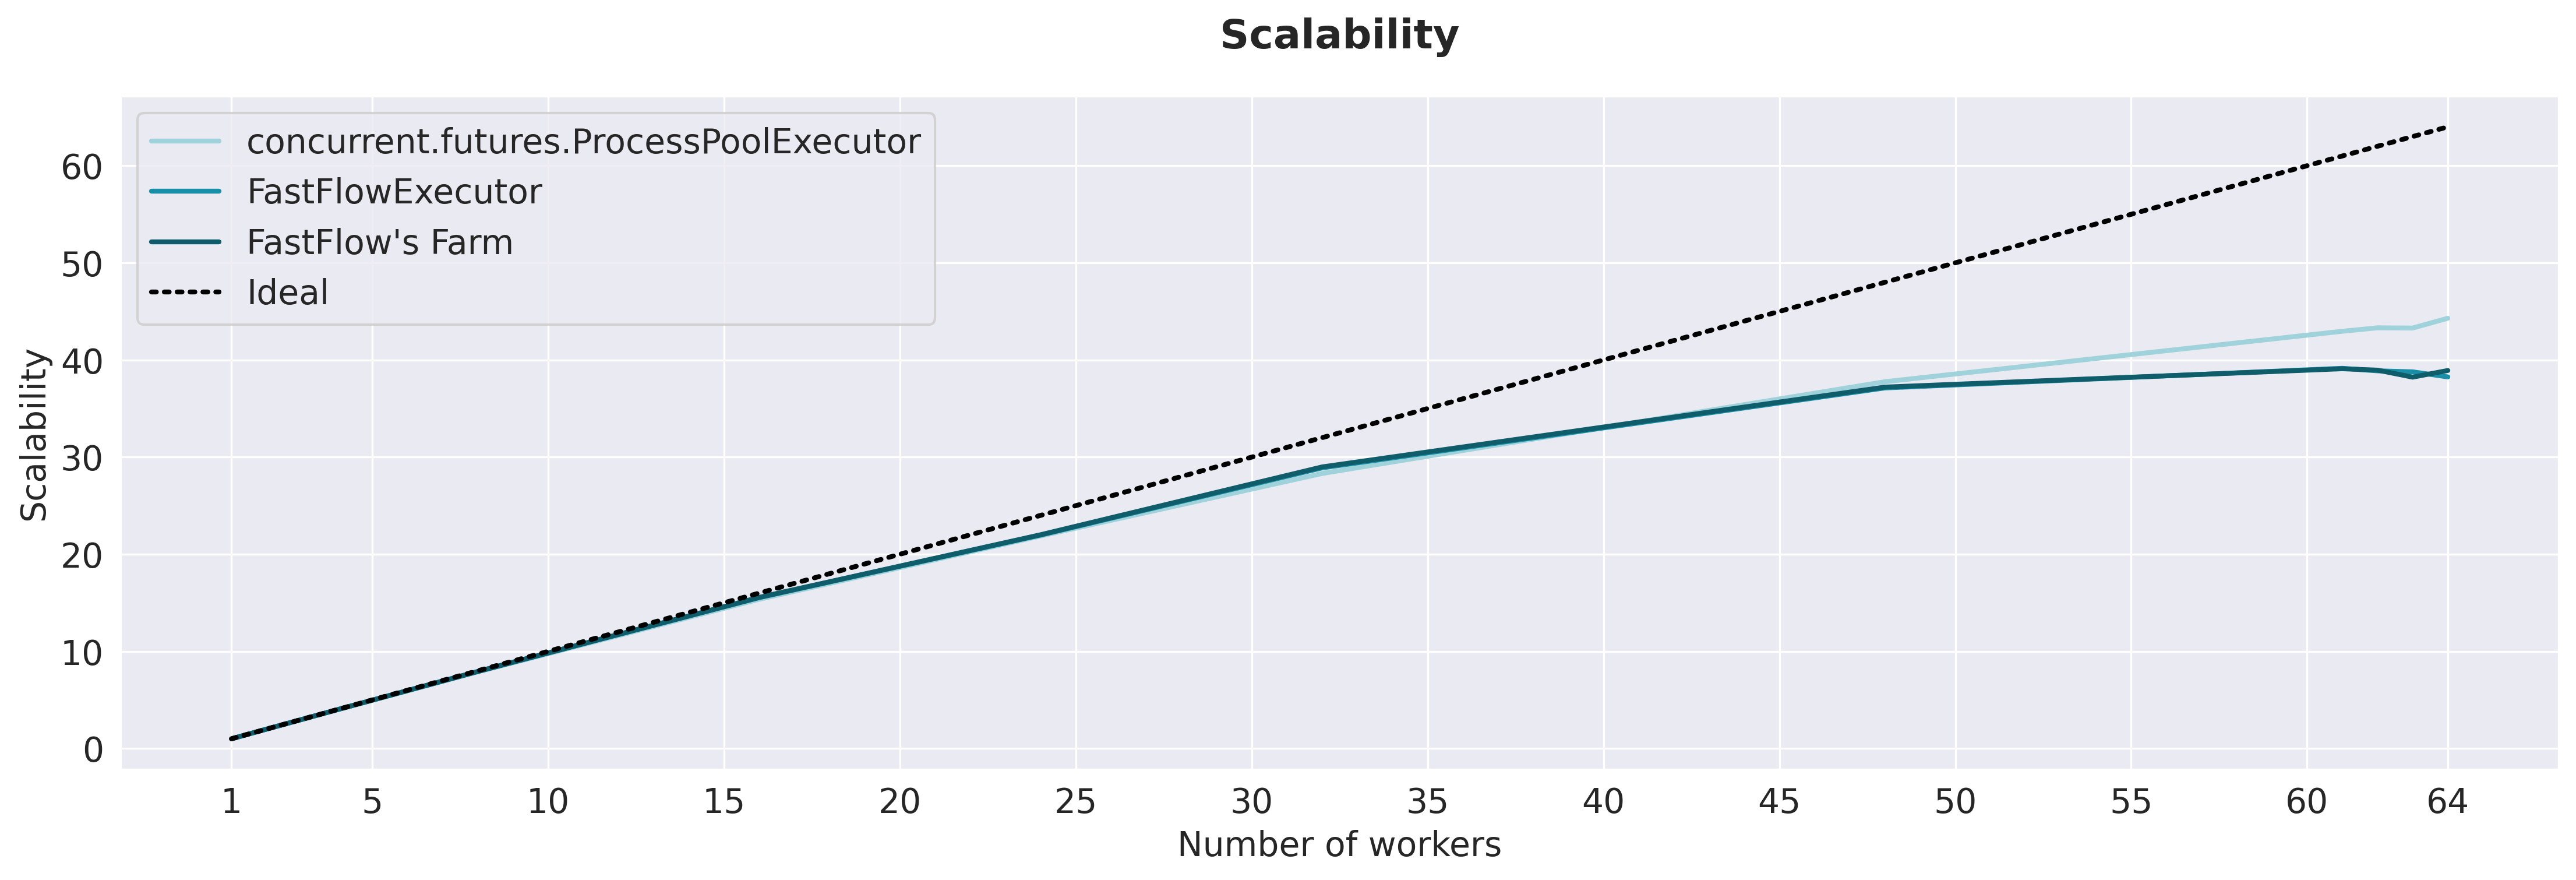 Scalability
concurrent.futures.ProcessPoolExecutor
FastFlowExecutor
FastFlow's Farm
Ideal
Scalability
60
50
40
30
20
10
0
1 5 10 15 20 25 30 35 40 45 50 55 60 64
Number of workers